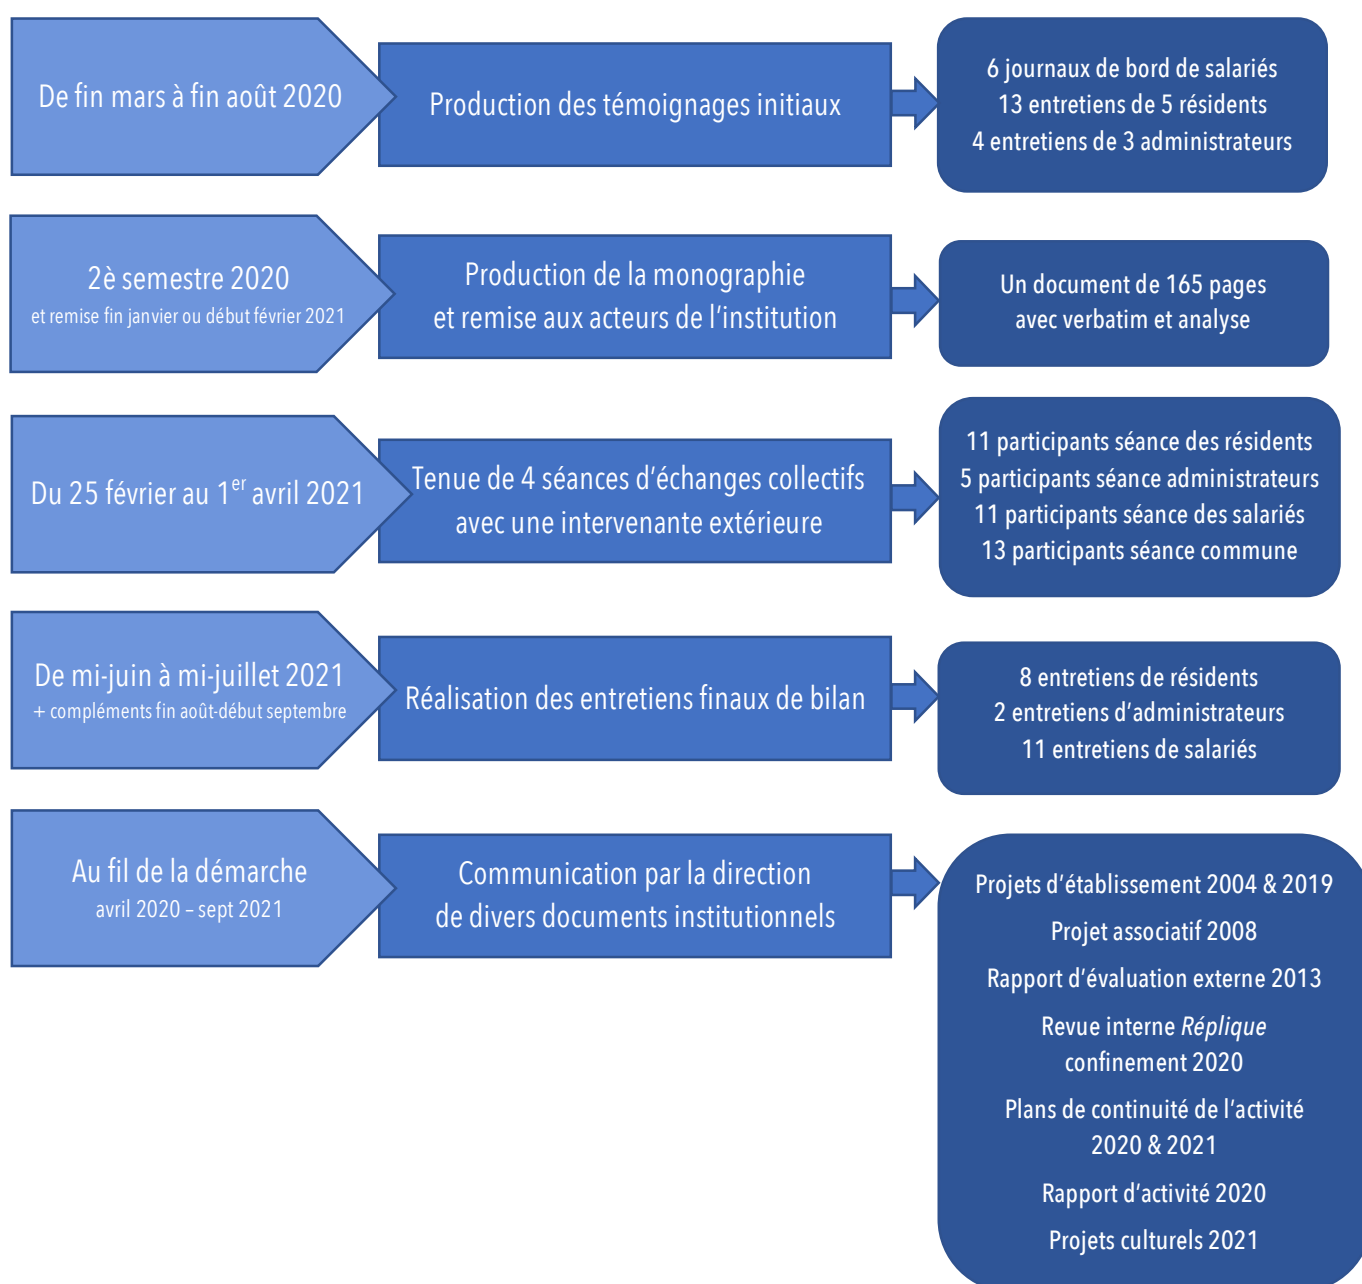 De fin mars à fin août 2020
Production des témoignages initiaux
6 journaux de bord de salariés
13 entretiens de 5 résidents
4 entretiens de 3 administrateurs
2è semestre 2020
et remise fin janvier ou début février 2021
Production de la monographie
et remise aux acteurs de l’institution
Un document de 165 pages
avec verbatim et analyse
Du 25 février au 1er avril 2021
Tenue de 4 séances d’échanges collectifs
avec une intervenante extérieure
11 participants séance des résidents
5 participants séance administrateurs
11 participants séance des salariés
13 participants séance commune
De mi-juin à mi-juillet 2021
+ compléments fin août-début septembre
Réalisation des entretiens finaux de bilan
8 entretiens de résidents
2 entretiens d’administrateurs
11 entretiens de salariés
Au fil de la démarche
avril 2020 – sept 2021
Communication par la direction
de divers documents institutionnels
Projets d’établissement 2004 & 2019
Projet associatif 2008
Rapport d’évaluation externe 2013
Revue interne Réplique
confinement 2020
Plans de continuité de l’activité
2020 & 2021
Rapport d’activité 2020
Projets culturels 2021